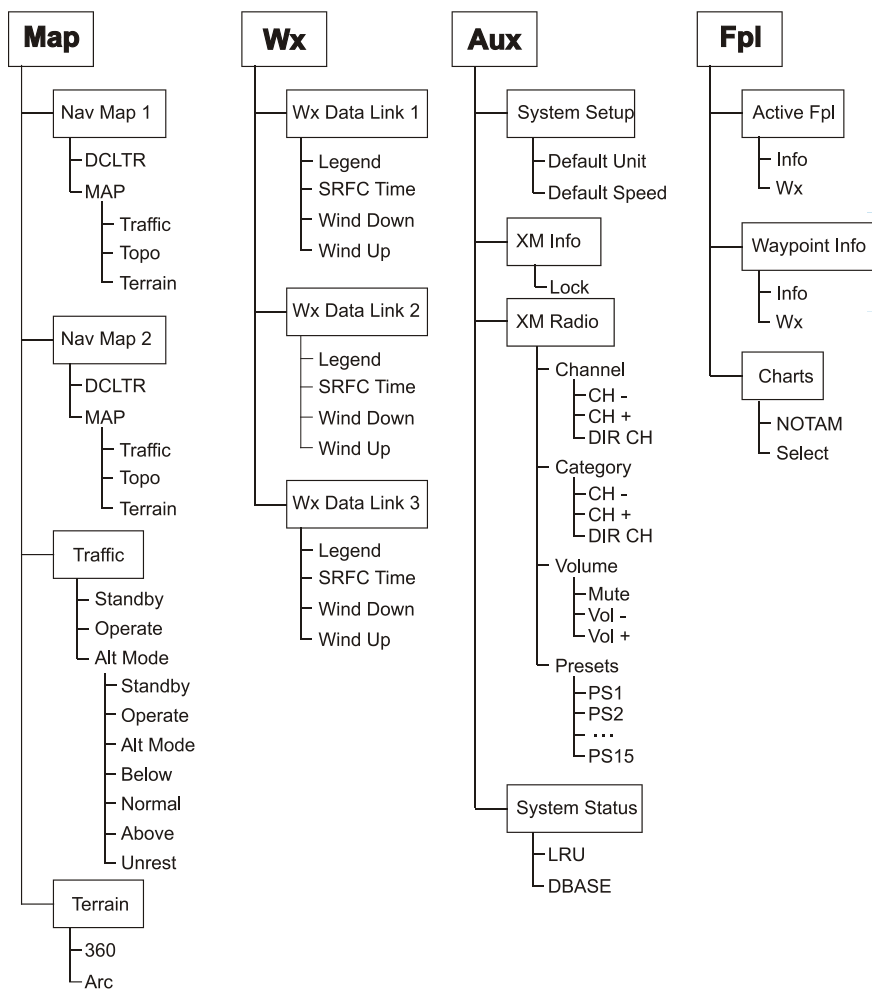 Map
Nav Map 1
DCLTR
MAP
Traffic
Topo
Terrain
Nav Map 2
DCLTR
MAP
Traffic
Topo
Terrain
Traffic
Standby
Operate
Alt Mode
Standby
Operate
Alt Mode
Below
Normal
Above
Unrest
Terrain
360
Arc
Wx
Wx Data Link 1
Legend
SRFC Time
Wind Down
Wind Up
Wx Data Link 2
Legend
SRFC Time
Wind Down
Wind Up
Wx Data Link 3
Legend
SRFC Time
Wind Down
Wind Up
Aux
System Setup
Default Unit
Default Speed
XM Info
Lock
XM Radio
Channel
CH -
CH +
DIR CH
Category
CH -
CH +
DIR CH
Volume
Mute
Vol -
Vol +
Presets
PS1
PS2
...
PS15
System Status
LRU
DBASE
Fpl
Active Fpl
Info
Wx
Waypoint Info
Info
Wx
Charts
NOTAM
Select